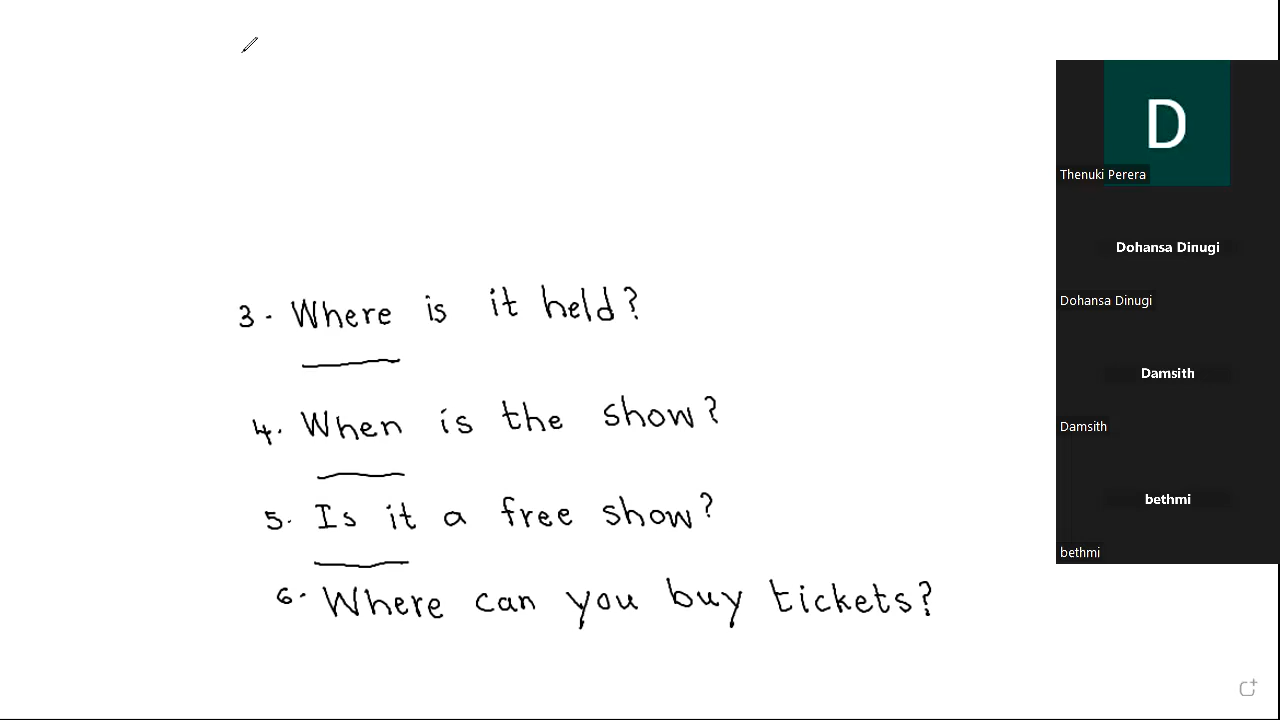 3. Where is it held?
4. When is the show?
5. Is it a free show?
6. Where can you buy tickets?
D
Thenuki Perera
Dohansa Dinugi
Dohansa Dinugi
Damsith
Damsith
bethmi
bethmi